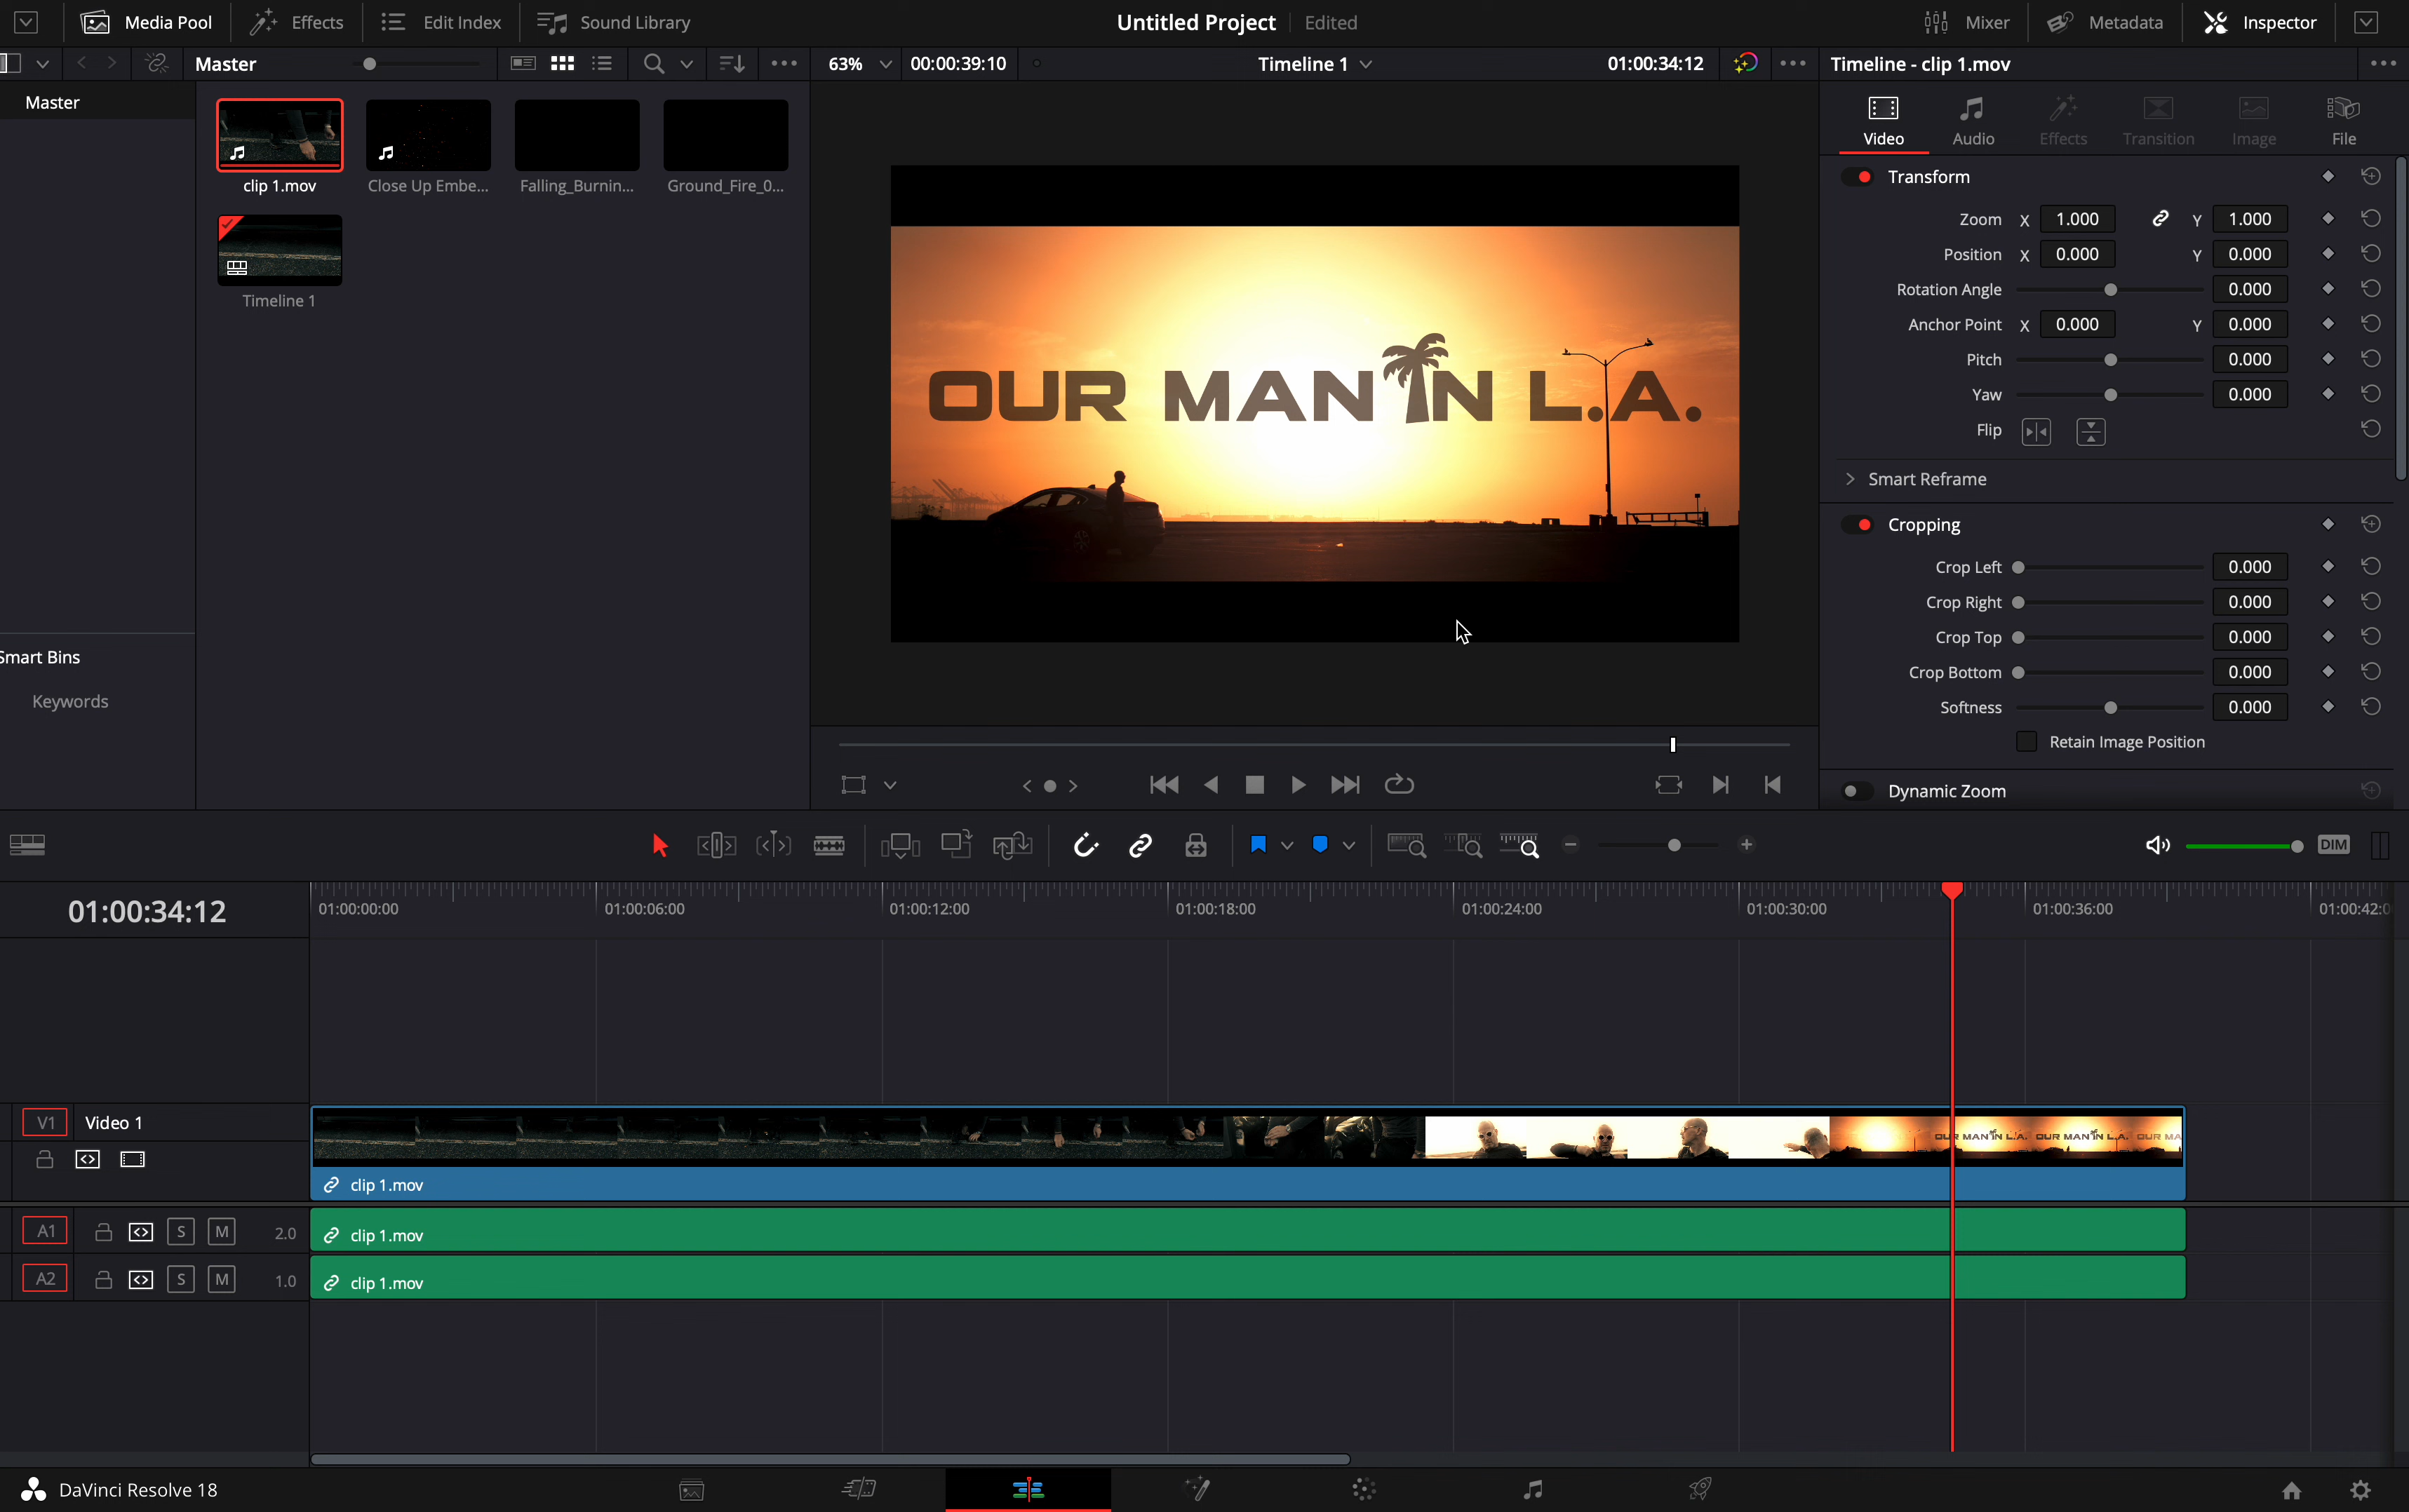 Media Pool
Effects
Edit Index
Sound Library
Untitled Project
Edited
Mixer
Metadata
Inspector
Master
63%
00:00:39:10
Timeline 1
01:00:34:12
Timeline - clip 1.mov
Master
clip 1.mov
Close Up Embe...
Falling_Burnin...
Ground_Fire_0...
Timeline 1
Smart Bins
Keywords
OUR MAN IN L.A.
Video
Audio
Effects
Transition
Image
File
Transform
Zoom X 1.000 Y 1.000
Position X 0.000 Y 0.000
Rotation Angle 0.000
Anchor Point X 0.000 Y 0.000
Pitch 0.000
Yaw 0.000
Flip
Smart Reframe
Cropping
Crop Left 0.000
Crop Right 0.000
Crop Top 0.000
Crop Bottom 0.000
Softness 0.000
Retain Image Position
Dynamic Zoom
DIM
01:00:34:12
01:00:00:00
01:00:06:00
01:00:12:00
01:00:18:00
01:00:24:00
01:00:30:00
01:00:36:00
01:00:42:0
V1 Video 1
OUR MAN IN L.A. OUR MAN IN L.A. OUR MA
clip 1.mov
A1 S M 2.0 clip 1.mov
A2 S M 1.0 clip 1.mov
DaVinci Resolve 18